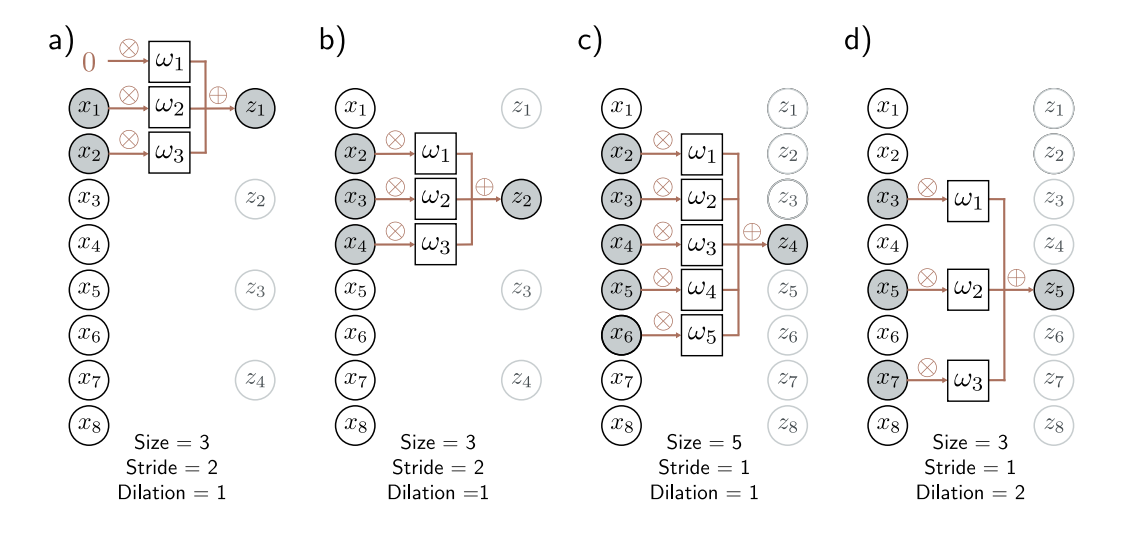 a)
0 ⊗ ω₁
x₁ ⊗ ω₂ ⊕ z₁
x₂ ⊗ ω₃
x₃ z₂
x₄
x₅ z₃
x₆
x₇ z₄
x₈
Size = 3
Stride = 2
Dilation = 1
b)
x₁ z₁
x₂ ⊗ ω₁
x₃ ⊗ ω₂ ⊕ z₂
x₄ ⊗ ω₃
x₅ z₃
x₆
x₇ z₄
x₈
Size = 3
Stride = 2
Dilation =1
c)
x₁ z₁
x₂ ⊗ ω₁ z₂
x₃ ⊗ ω₂ z₃
x₄ ⊗ ω₃ ⊕ z₄
x₅ ⊗ ω₄ z₅
x₆ ⊗ ω₅ z₆
x₇ z₇
x₈ z₈
Size = 5
Stride = 1
Dilation = 1
d)
x₁ z₁
x₂ z₂
x₃ ⊗ ω₁ z₃
x₄ z₄
x₅ ⊗ ω₂ ⊕ z₅
x₆ z₆
x₇ ⊗ ω₃ z₇
x₈ z₈
Size = 3
Stride = 1
Dilation = 2